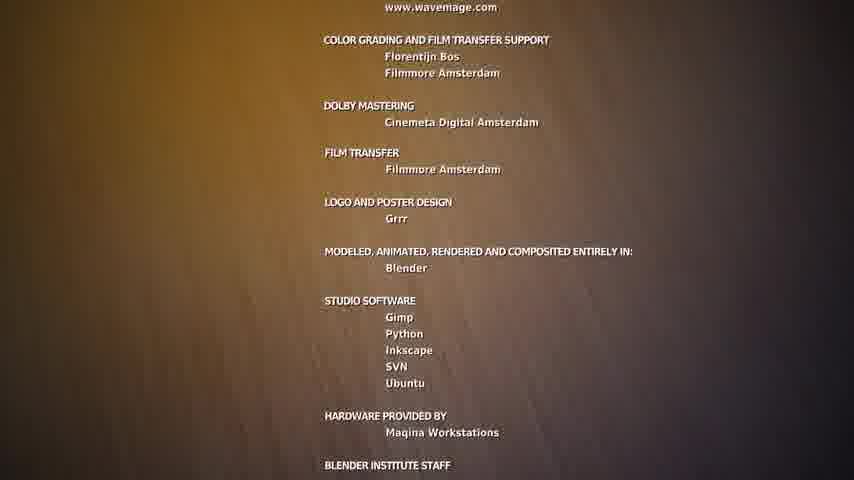 www.wavemage.com
COLOR GRADING AND FILM TRANSFER SUPPORT
Florentijn Bos
Filmmore Amsterdam
DOLBY MASTERING
Cinemeta Digital Amsterdam
FILM TRANSFER
Filmmore Amsterdam
LOGO AND POSTER DESIGN
Grrr
MODELED, ANIMATED, RENDERED AND COMPOSITED ENTIRELY IN:
Blender
STUDIO SOFTWARE
Gimp
Python
Inkscape
SVN
Ubuntu
HARDWARE PROVIDED BY
Maqina Workstations
BLENDER INSTITUTE STAFF